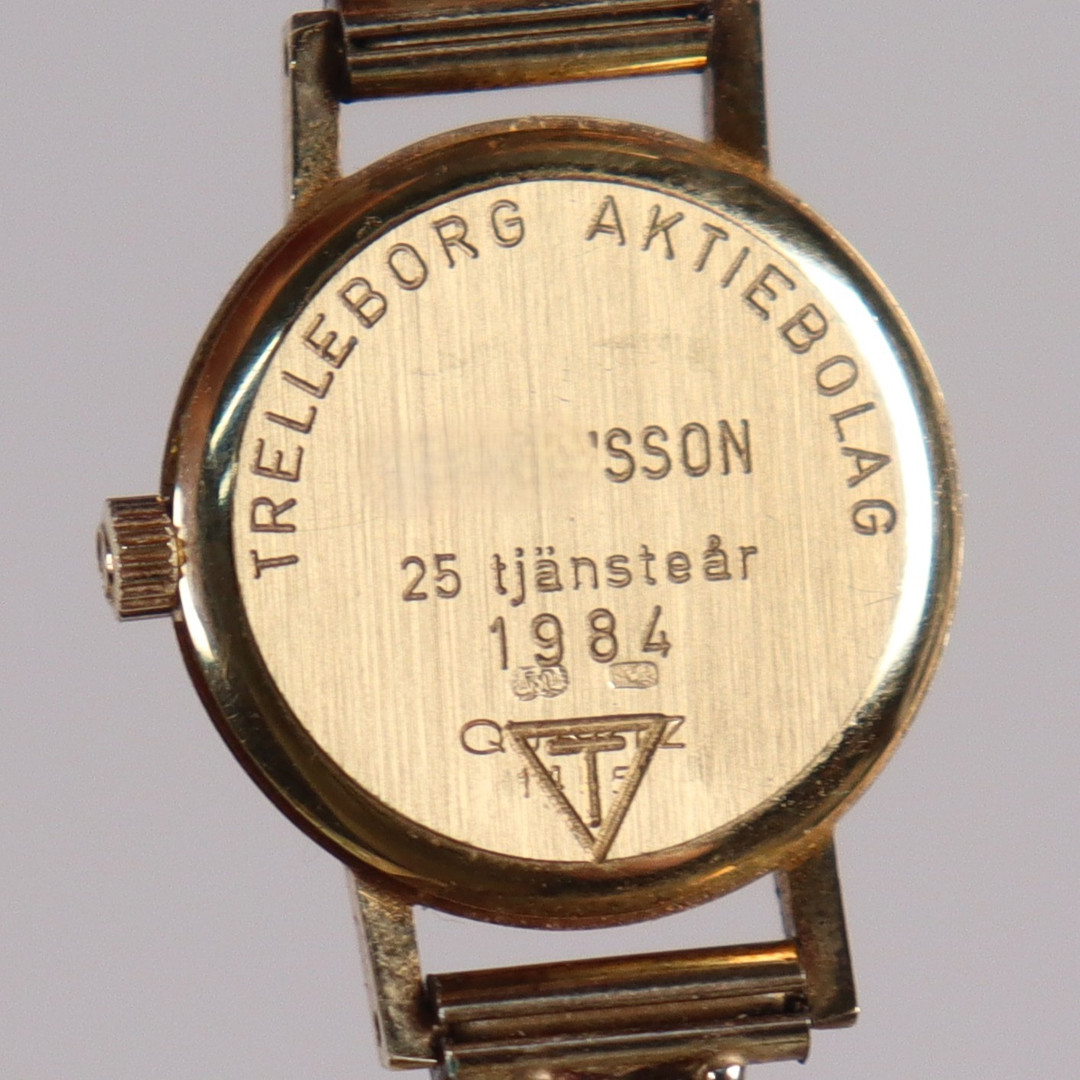 TRELLEBORG AKTIEBOLAG
SSON
25 tjänsteår
1984
T